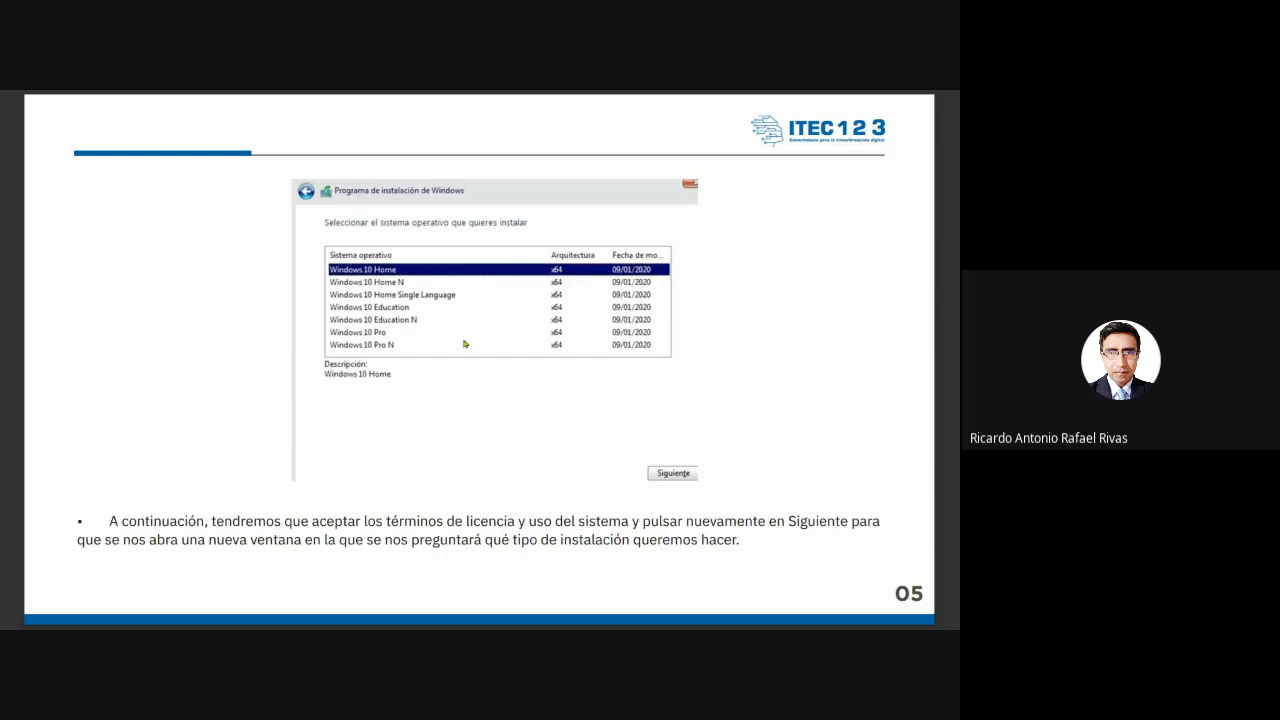 ITEC 1 2 3
Conocimiento para la transformación digital
Programa de instalación de Windows
Seleccionar el sistema operativo que quieres instalar
Sistema operativo Arquitectura Fecha de mo...
Windows 10 Home x64 09/01/2020
Windows 10 Home N x64 09/01/2020
Windows 10 Home Single Language x64 09/01/2020
Windows 10 Education x64 09/01/2020
Windows 10 Education N x64 09/01/2020
Windows 10 Pro x64 09/01/2020
Windows 10 Pro N x64 09/01/2020
Descripción:
Windows 10 Home
Siguiente
• A continuación, tendremos que aceptar los términos de licencia y uso del sistema y pulsar nuevamente en Siguiente para
que se nos abra una nueva ventana en la que se nos preguntará qué tipo de instalación queremos hacer.
05
Ricardo Antonio Rafael Rivas